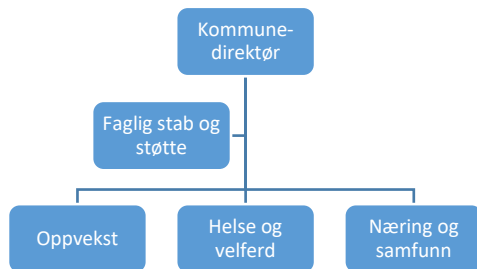 Kommune-
direktør
Faglig stab og
støtte
Oppvekst
Helse og
velferd
Næring og
samfunn